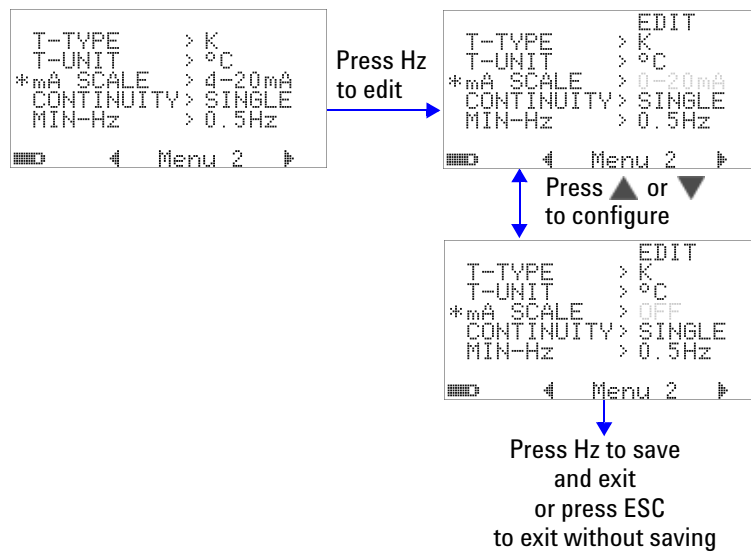 T-TYPE > K
T-UNIT > °C
*mA SCALE > 4-20mA
CONTINUITY> SINGLE
MIN-Hz > 0.5Hz
Menu 2
Press Hz
to edit
EDIT
T-TYPE > K
T-UNIT > °C
*mA SCALE > 0-20mA
CONTINUITY> SINGLE
MIN-Hz > 0.5Hz
Menu 2
Press ▲ or ▼
to configure
EDIT
T-TYPE > K
T-UNIT > °C
*mA SCALE > OFF
CONTINUITY> SINGLE
MIN-Hz > 0.5Hz
Menu 2
Press Hz to save
and exit
or press ESC
to exit without saving